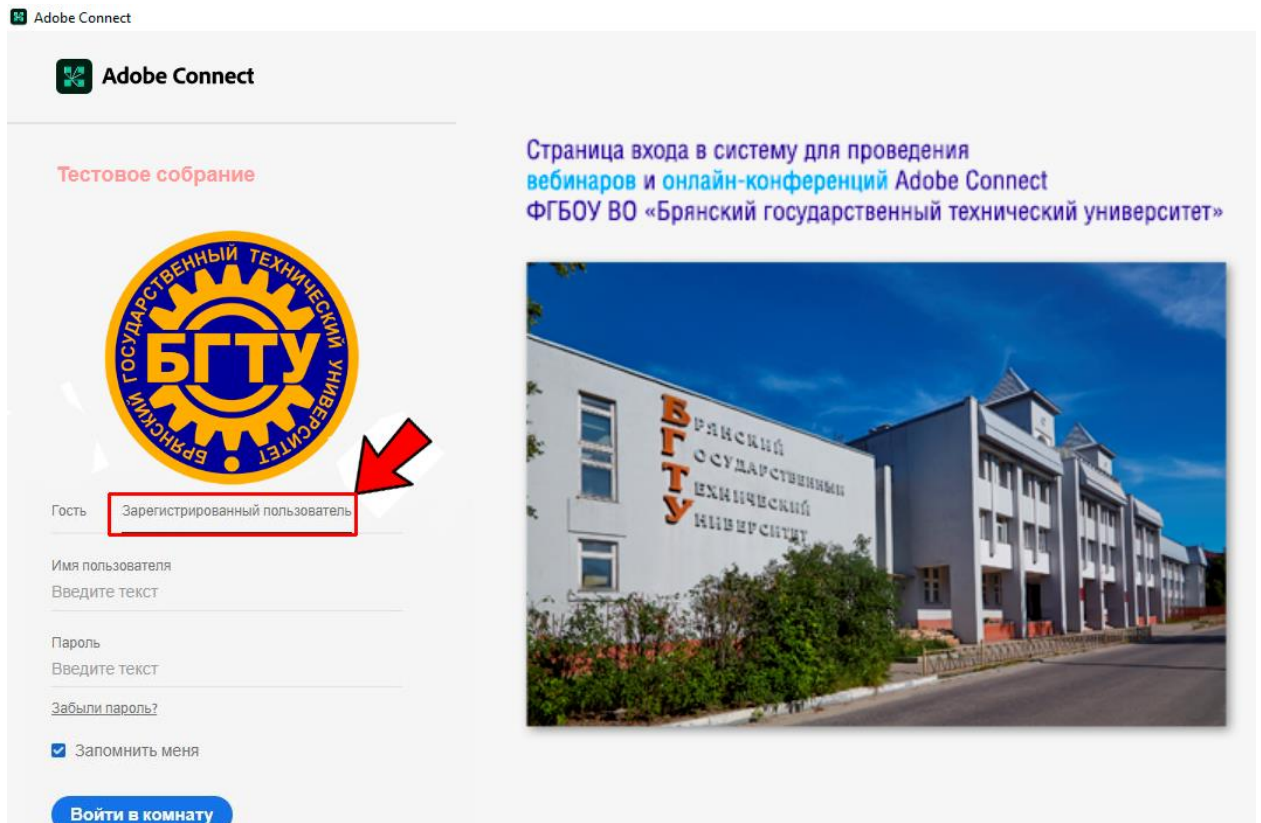 Adobe Connect
Adobe Connect
Тестовое собрание
БРЯНСКИЙ ГОСУДАРСТВЕННЫЙ ТЕХНИЧЕСКИЙ УНИВЕРСИТЕТ
БГТУ
Гость Зарегистрированный пользователь
Имя пользователя
Введите текст
Пароль
Введите текст
Забыли пароль?
Запомнить меня
Войти в комнату
Страница входа в систему для проведения
вебинаров и онлайн-конференций Adobe Connect
ФГБОУ ВО «Брянский государственный технический университет»
БРЯНСКИЙ
ГОСУДАРСТВЕННЫЙ
ТЕХНИЧЕСКИЙ
УНИВЕРСИТЕТ